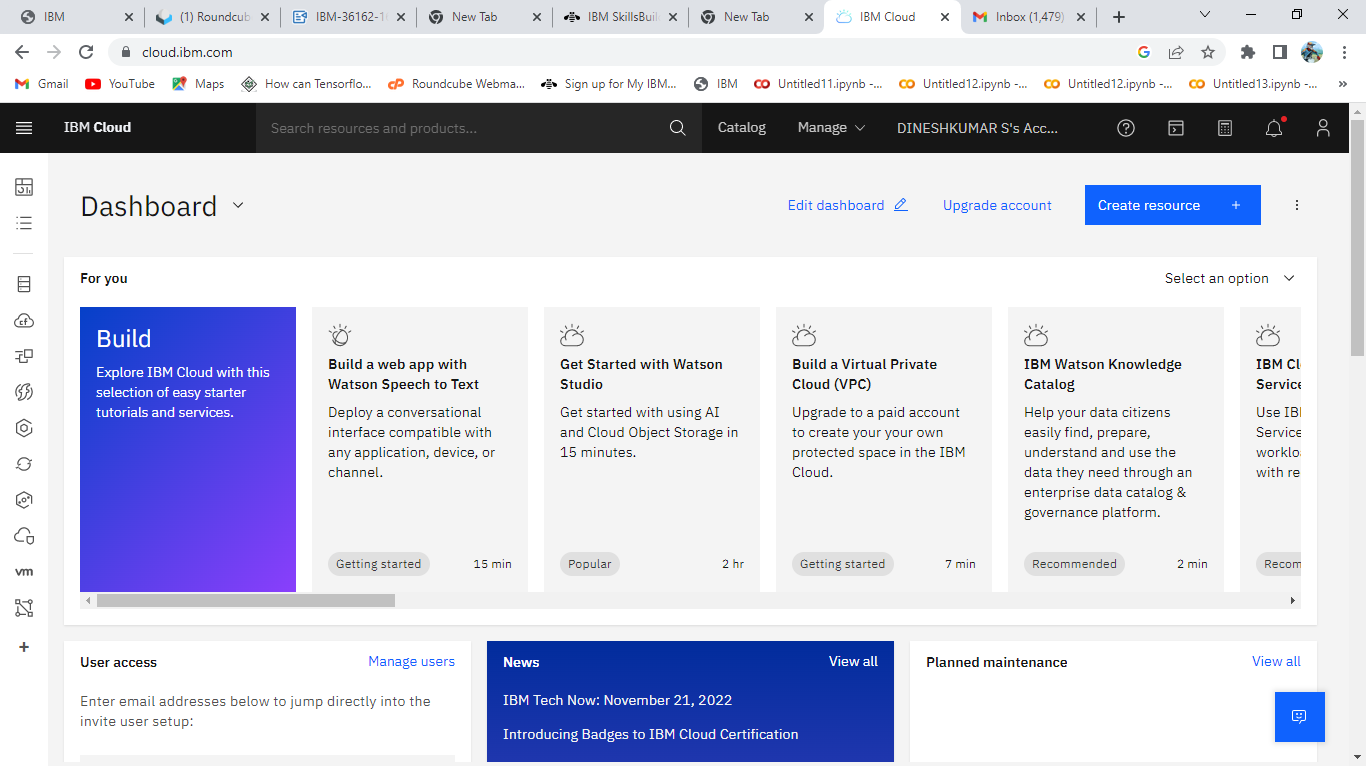 IBM
(1) Roundcub
IBM-36162-1
New Tab
IBM SkillsBuil
New Tab
IBM Cloud
Inbox (1,479)
cloud.ibm.com
Gmail
YouTube
Maps
How can Tensorflo...
Roundcube Webma...
Sign up for My IBM...
IBM
Untitled11.ipynb -...
Untitled12.ipynb -...
Untitled12.ipynb -...
Untitled13.ipynb -...
»
IBM Cloud
Search resources and products...
Catalog
Manage
DINESHKUMAR S's Acc...
Dashboard
Edit dashboard
Upgrade account
Create resource +
For you
Select an option
Build
Explore IBM Cloud with this
selection of easy starter
tutorials and services.
Build a web app with
Watson Speech to Text
Deploy a conversational
interface compatible with
any application, device, or
channel.
Getting started
15 min
Get Started with Watson
Studio
Get started with using AI
and Cloud Object Storage in
15 minutes.
Popular
2 hr
Build a Virtual Private
Cloud (VPC)
Upgrade to a paid account
to create your your own
protected space in the IBM
Cloud.
Getting started
7 min
IBM Watson Knowledge
Catalog
Help your data citizens
easily find, prepare,
understand and use the
data they need through an
enterprise data catalog &
governance platform.
Recommended
2 min
IBM Cl
Service
Use IB
Service
worklo
with re
Recom
cf
vm
User access
Manage users
Enter email addresses below to jump directly into the
invite user setup:
News
View all
IBM Tech Now: November 21, 2022
Introducing Badges to IBM Cloud Certification
Planned maintenance
View all